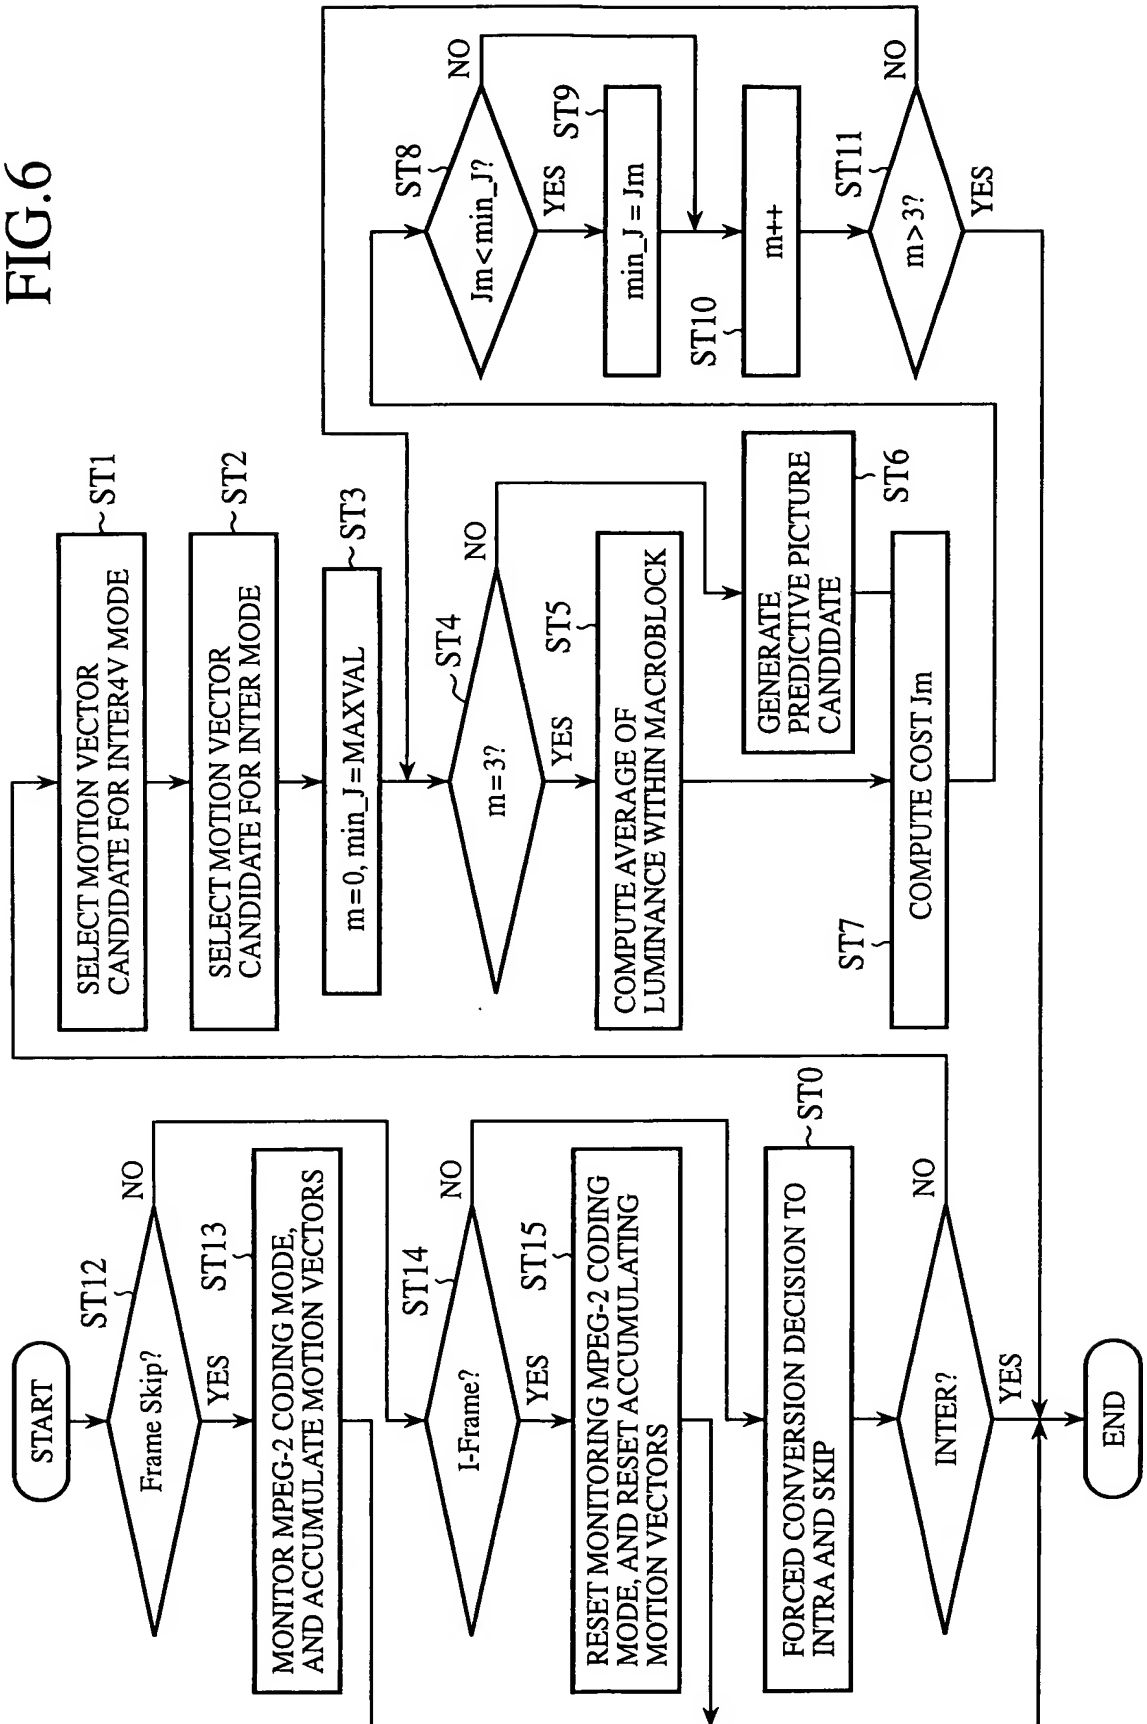 FIG.6
START
ST12
Frame Skip?
NO
YES
ST13
MONITOR MPEG-2 CODING MODE,
AND ACCUMULATE MOTION VECTORS
ST14
I-Frame?
NO
YES
ST15
RESET MONITORING MPEG-2 CODING
MODE, AND RESET ACCUMULATING
MOTION VECTORS
ST0
FORCED CONVERSION DECISION TO
INTRA AND SKIP
INTER?
NO
YES
END
ST1
SELECT MOTION VECTOR
CANDIDATE FOR INTER4V MODE
ST2
SELECT MOTION VECTOR
CANDIDATE FOR INTER MODE
ST3
m=0, min_J=MAXVAL
ST4
m=3?
NO
YES
ST5
COMPUTE AVERAGE OF
LUMINANCE WITHIN MACROBLOCK
GENERATE
PREDICTIVE PICTURE
CANDIDATE
ST6
ST7
COMPUTE COST Jm
ST8
Jm<min_J?
NO
YES
ST9
min_J = Jm
ST10
m++
ST11
m>3?
NO
YES